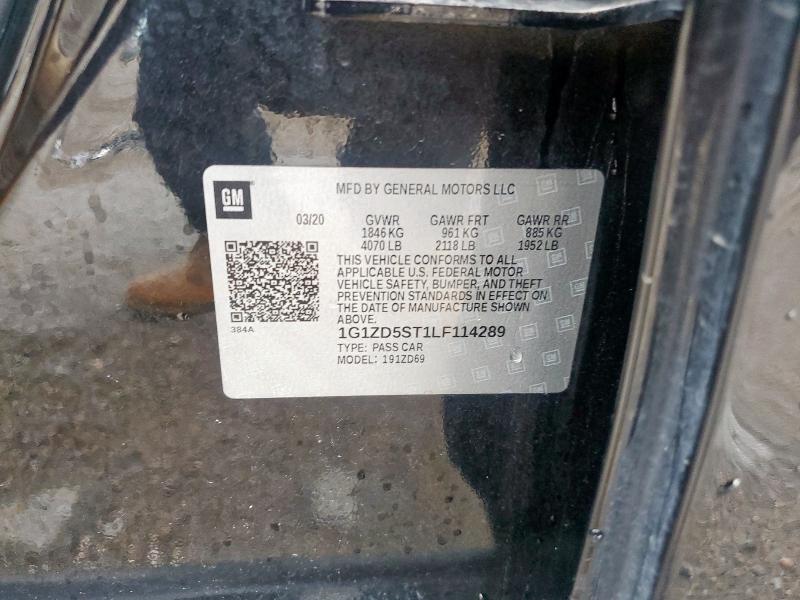 GM
MFD BY GENERAL MOTORS LLC
03/20 GVWR GAWR FRT GAWR RR
1846 KG 961 KG 885 KG
4070 LB 2118 LB 1952 LB
THIS VEHICLE CONFORMS TO ALL
APPLICABLE U.S. FEDERAL MOTOR
VEHICLE SAFETY, BUMPER, AND THEFT
PREVENTION STANDARDS IN EFFECT ON
THE DATE OF MANUFACTURE SHOWN
ABOVE.
384A
1G1ZD5ST1LF114289
TYPE: PASS CAR
MODEL: 191ZD69